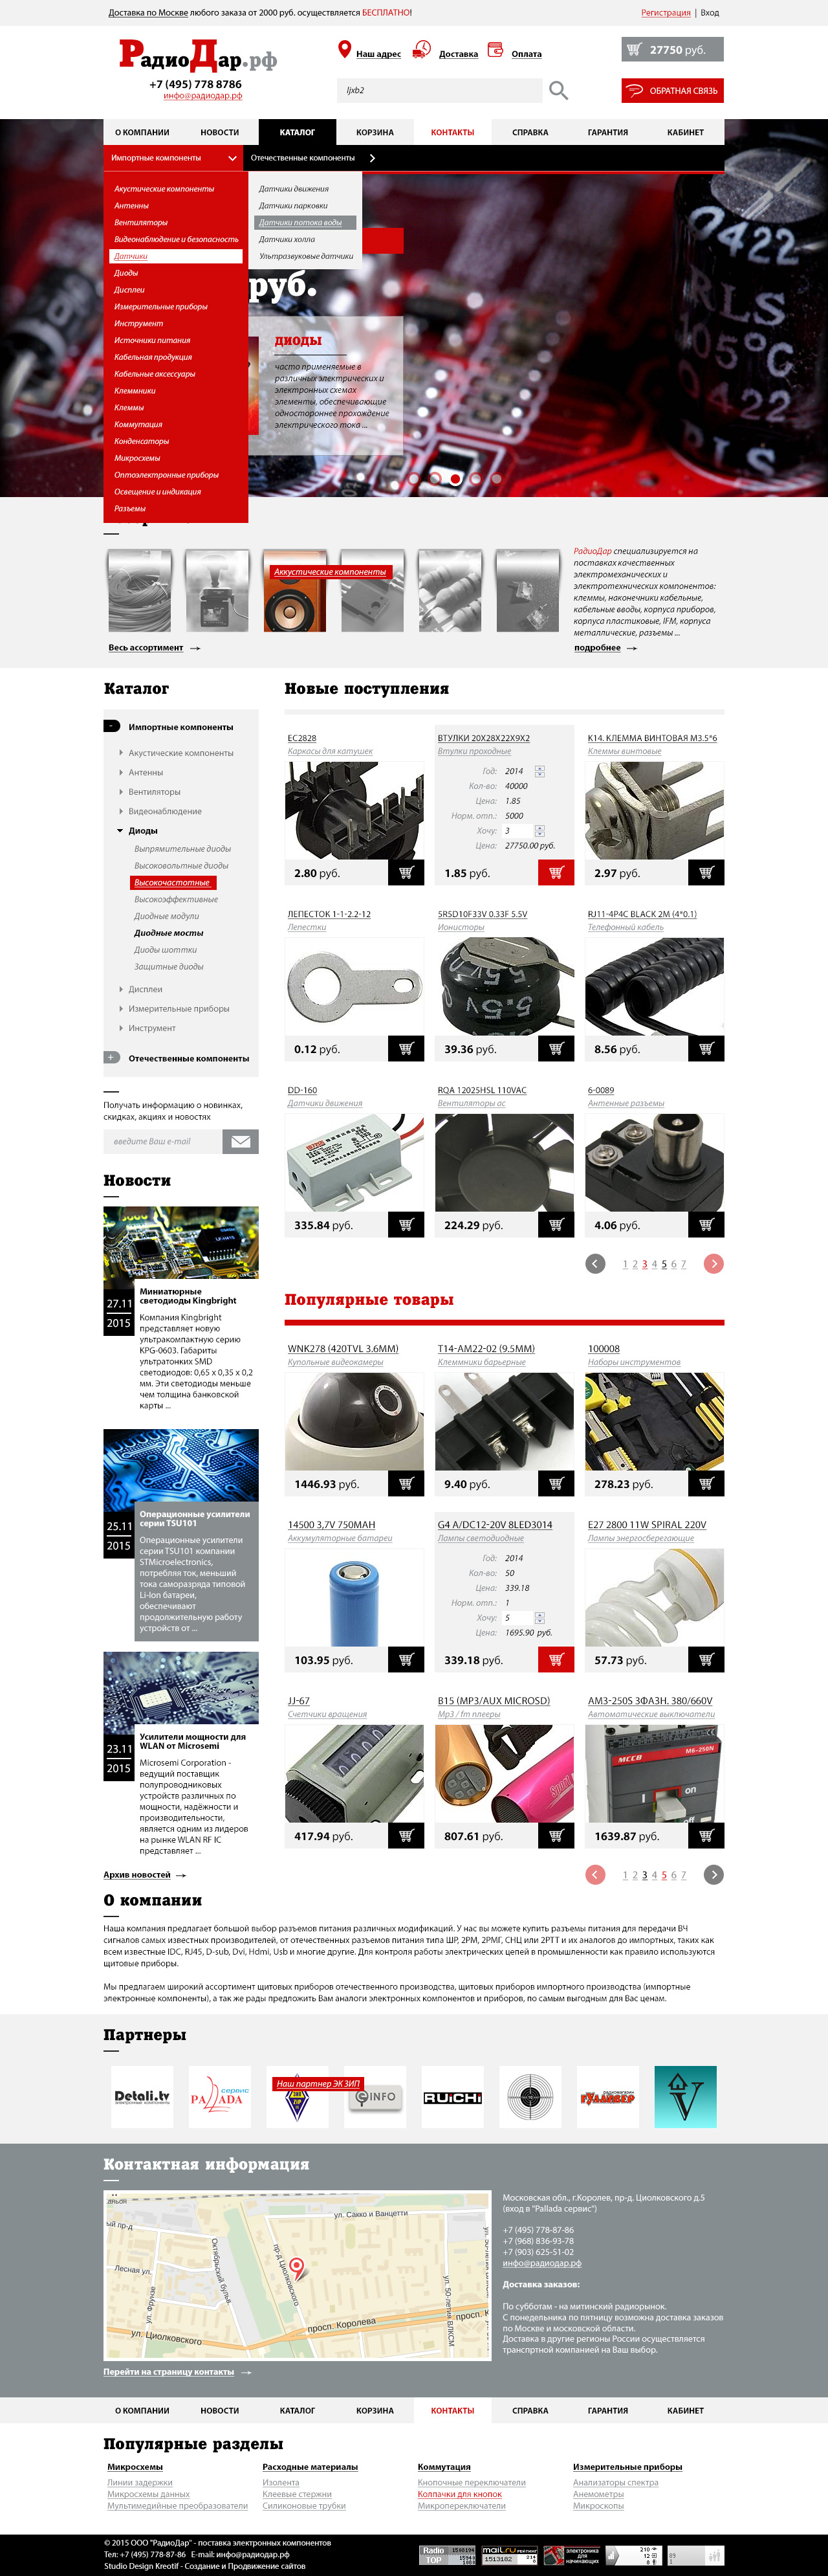 Доставка по Москве любого заказа от 2000 руб. осуществляется БЕСПЛАТНО!
Регистрация | Вход
РадиоДар.рф
+7 (495) 778 8786
инфо@радиодар.рф
Наш адрес
Доставка
Оплата
27750 руб.
ljxb2
ОБРАТНАЯ СВЯЗЬ
О КОМПАНИИ НОВОСТИ КАТАЛОГ КОРЗИНА КОНТАКТЫ СПРАВКА ГАРАНТИЯ КАБИНЕТ
Импортные компоненты
Отечественные компоненты
Акустические компоненты
Антенны
Вентиляторы
Видеонаблюдение и безопасность
Датчики
Диоды
Дисплеи
Измерительные приборы
Инструмент
Источники питания
Кабельная продукция
Кабельные аксессуары
Клеммники
Клеммы
Коммутация
Конденсаторы
Микросхемы
Оптоэлектронные приборы
Освещение и индикация
Разъемы
Датчики движения
Датчики парковки
Датчики потока воды
Датчики холла
Ультразвуковые датчики
руб.
диоды
часто применяемые в
различных электрических и
электронных схемах
элементы, обеспечивающие
одностороннее прохождение
электрического тока ...
Аккустические компоненты
Весь ассортимент
РадиоДар специализируется на
поставках качественных
электромеханических и
электротехнических компонентов:
клеммы, наконечники кабельные,
кабельные вводы, корпуса приборов,
корпуса пластиковые, IFM, корпуса
металлические, разъемы ...
подробнее
Каталог
Импортные компоненты
Акустические компоненты
Антенны
Вентиляторы
Видеонаблюдение
Диоды
Выпрямительные диоды
Высоковольтные диоды
Высокочастотные
Высокоэффективные
Диодные модули
Диодные мосты
Диоды шоттки
Защитные диоды
Дисплеи
Измерительные приборы
Инструмент
Отечественные компоненты
Получать информацию о новинках,
скидках, акциях и новостях
введите Ваш e-mail
Новости
27.11
2015
Миниатюрные
светодиоды Kingbright
Компания Kingbright
представляет новую
ультракомпактную серию
KPG-0603. Габариты
ультратонких SMD
светодиодов: 0,65 x 0,35 x 0,2
мм. Эти светодиоды меньше
чем толщина банковской
карты ...
25.11
2015
Операционные усилители
серии TSU101
Операционные усилители
серии TSU101 компании
STMicroelectronics,
потребляя ток, меньший
тока саморазряда типовой
Li-Ion батареи,
обеспечивают
продолжительную работу
устройств от ...
23.11
2015
Усилители мощности для
WLAN от Microsemi
Microsemi Corporation -
ведущий поставщик
полупроводниковых
устройств различных по
мощности, надёжности и
производительности,
является одним из лидеров
на рынке WLAN RF IC
представляет ...
Архив новостей
Новые поступления
EC2828
Каркасы для катушек
2.80 руб.
ВТУЛКИ 20X28X22X9X2
Втулки проходные
Год: 2014
Кол-во: 40000
Цена: 1.85
Норм. отп.: 5000
Хочу: 3
Цена: 27750.00 руб.
1.85 руб.
К14. КЛЕММА ВИНТОВАЯ М3.5*6
Клеммы винтовые
2.97 руб.
ЛЕПЕСТОК 1-1-2.2-12
Лепестки
0.12 руб.
5R5D10F33V 0.33F 5.5V
Ионисторы
39.36 руб.
RJ11-4P4C BLACK 2M (4*0.1)
Телефонный кабель
8.56 руб.
DD-160
Датчики движения
335.84 руб.
RQA 12025HSL 110VAC
Вентиляторы ас
224.29 руб.
6-0089
Антенные разъемы
4.06 руб.
1 2 3 4 5 6 7
Популярные товары
WNK278 (420TVL 3.6MM)
Купольные видеокамеры
1446.93 руб.
T14-AM22-02 (9.5MM)
Клеммники барьерные
9.40 руб.
100008
Наборы инструментов
278.23 руб.
14500 3,7V 750MAH
Аккумуляторные батареи
103.95 руб.
G4 A/DC12-20V 8LED3014
Лампы светодиодные
Год: 2014
Кол-во: 50
Цена: 339.18
Норм. отп.: 1
Хочу: 5
Цена: 1695.90 руб.
339.18 руб.
E27 2800 11W SPIRAL 220V
Лампы энергосберегающие
57.73 руб.
JJ-67
Счетчики вращения
417.94 руб.
B15 (MP3/AUX MICROSD)
Mp3 / fm плееры
807.61 руб.
АМ3-250S 3ФАЗН. 380/660V
Автоматические выключатели
1639.87 руб.
1 2 3 4 5 6 7
О компании
Наша компания предлагает большой выбор разъемов питания различных модификаций. У нас вы можете купить разъемы питания для передачи ВЧ
сигналов самых известных производителей, от отечественных разъемов питания типа ШР, 2РМ, 2РМГ, СНЦ или 2РТТ и их аналогов до импортных, таких как
всем известные IDC, RJ45, D-sub, Dvi, Hdmi, Usb и многие другие. Для контроля работы электрических цепей в промышленности как правило используются
щитовые приборы.
Мы предлагаем широкий ассортимент щитовых приборов отечественного производства, щитовых приборов импортного производства (импортные
электронные компоненты), а так же рады предложить Вам аналоги электронных компонентов и приборов, по самым выгодным для Вас ценам.
Партнеры
Detali.tv
сервис
PALLADA
Наш партнер ЭК ЗИП
INFO
RUICHI
ГУЛЛИВЕР
Контактная информация
ул. Сакко и Ванцетти
Лесная ул.
ул. Фрунзе
Октябрьский бульв.
пр-д Циолковского
ул. Циолковского
просп. Королева
ул. 50-летия ВЛКСМ
Московская обл., г.Королев, пр-д. Циолковского д.5
(вход в "Pallada сервис")
+7 (495) 778-87-86
+7 (968) 836-93-78
+7 (903) 625-51-02
инфо@радиодар.рф
Доставка заказов:
По субботам - на митинский радиорынок.
С понедельника по пятницу возможна доставка заказов
по Москве и московской области.
Доставка в другие регионы России осуществляется
транспортной компанией на Ваш выбор.
Перейти на страницу контакты
О КОМПАНИИ НОВОСТИ КАТАЛОГ КОРЗИНА КОНТАКТЫ СПРАВКА ГАРАНТИЯ КАБИНЕТ
Популярные разделы
Микросхемы
Линии задержки
Микросхемы данных
Мультимедийные преобразователи
Расходные материалы
Изолента
Клеевые стержни
Силиконовые трубки
Коммутация
Кнопочные переключатели
Колпачки для кнопок
Микропереключатели
Измерительные приборы
Анализаторы спектра
Анемометры
Микроскопы
© 2015 ООО "РадиоДар" - поставка электронных компонентов
Тел: +7 (495) 778-87-86 E-mail: инфо@радиодар.рф
Studio Design Kreotif - Создание и Продвижение сайтов
Radio
TOP